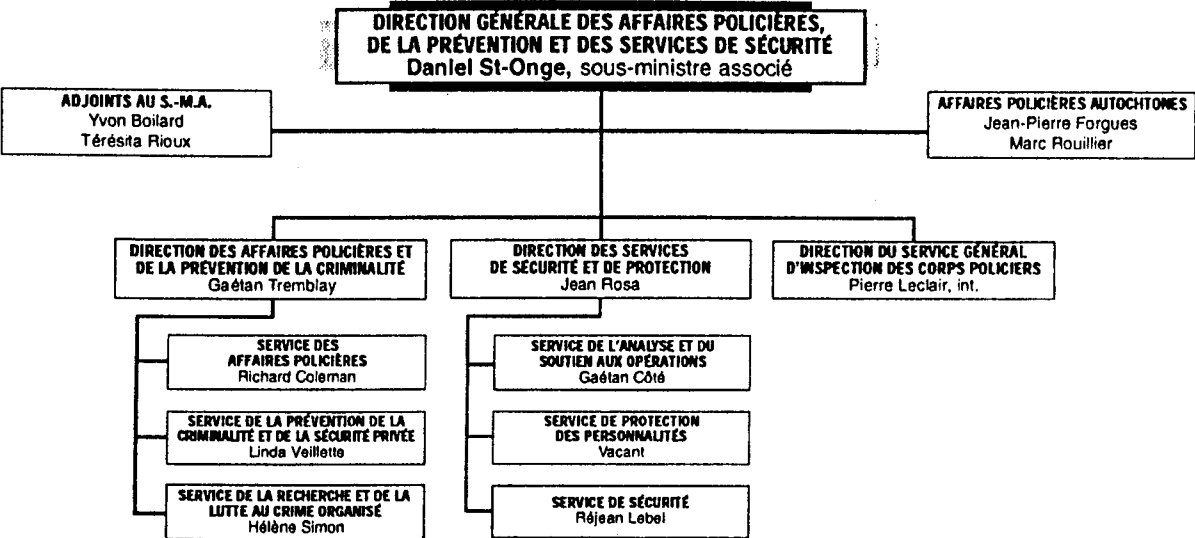 DIRECTION GÉNÉRALE DES AFFAIRES POLICIÈRES,
DE LA PRÉVENTION ET DES SERVICES DE SÉCURITÉ
Daniel St-Onge, sous-ministre associé
ADJOINTS AU S.-M.A.
Yvon Boilard
Térésita Rioux
AFFAIRES POLICIÈRES AUTOCHTONES
Jean-Pierre Forgues
Marc Rouillier
DIRECTION DES AFFAIRES POLICIÈRES ET
DE LA PRÉVENTION DE LA CRIMINALITÉ
Gaétan Tremblay
DIRECTION DES SERVICES
DE SÉCURITÉ ET DE PROTECTION
Jean Rosa
DIRECTION DU SERVICE GÉNÉRAL
D'INSPECTION DES CORPS POLICIERS
Pierre Leclair, int.
SERVICE DES
AFFAIRES POLICIÈRES
Richard Coleman
SERVICE DE LA PRÉVENTION DE LA
CRIMINALITÉ ET DE LA SÉCURITÉ PRIVÉE
Linda Veillette
SERVICE DE LA RECHERCHE ET DE LA
LUTTE AU CRIME ORGANISÉ
Hélène Simon
SERVICE DE L'ANALYSE ET DU
SOUTIEN AUX OPÉRATIONS
Gaétan Côté
SERVICE DE PROTECTION
DES PERSONNALITÉS
Vacant
SERVICE DE SÉCURITÉ
Réjean Lebel